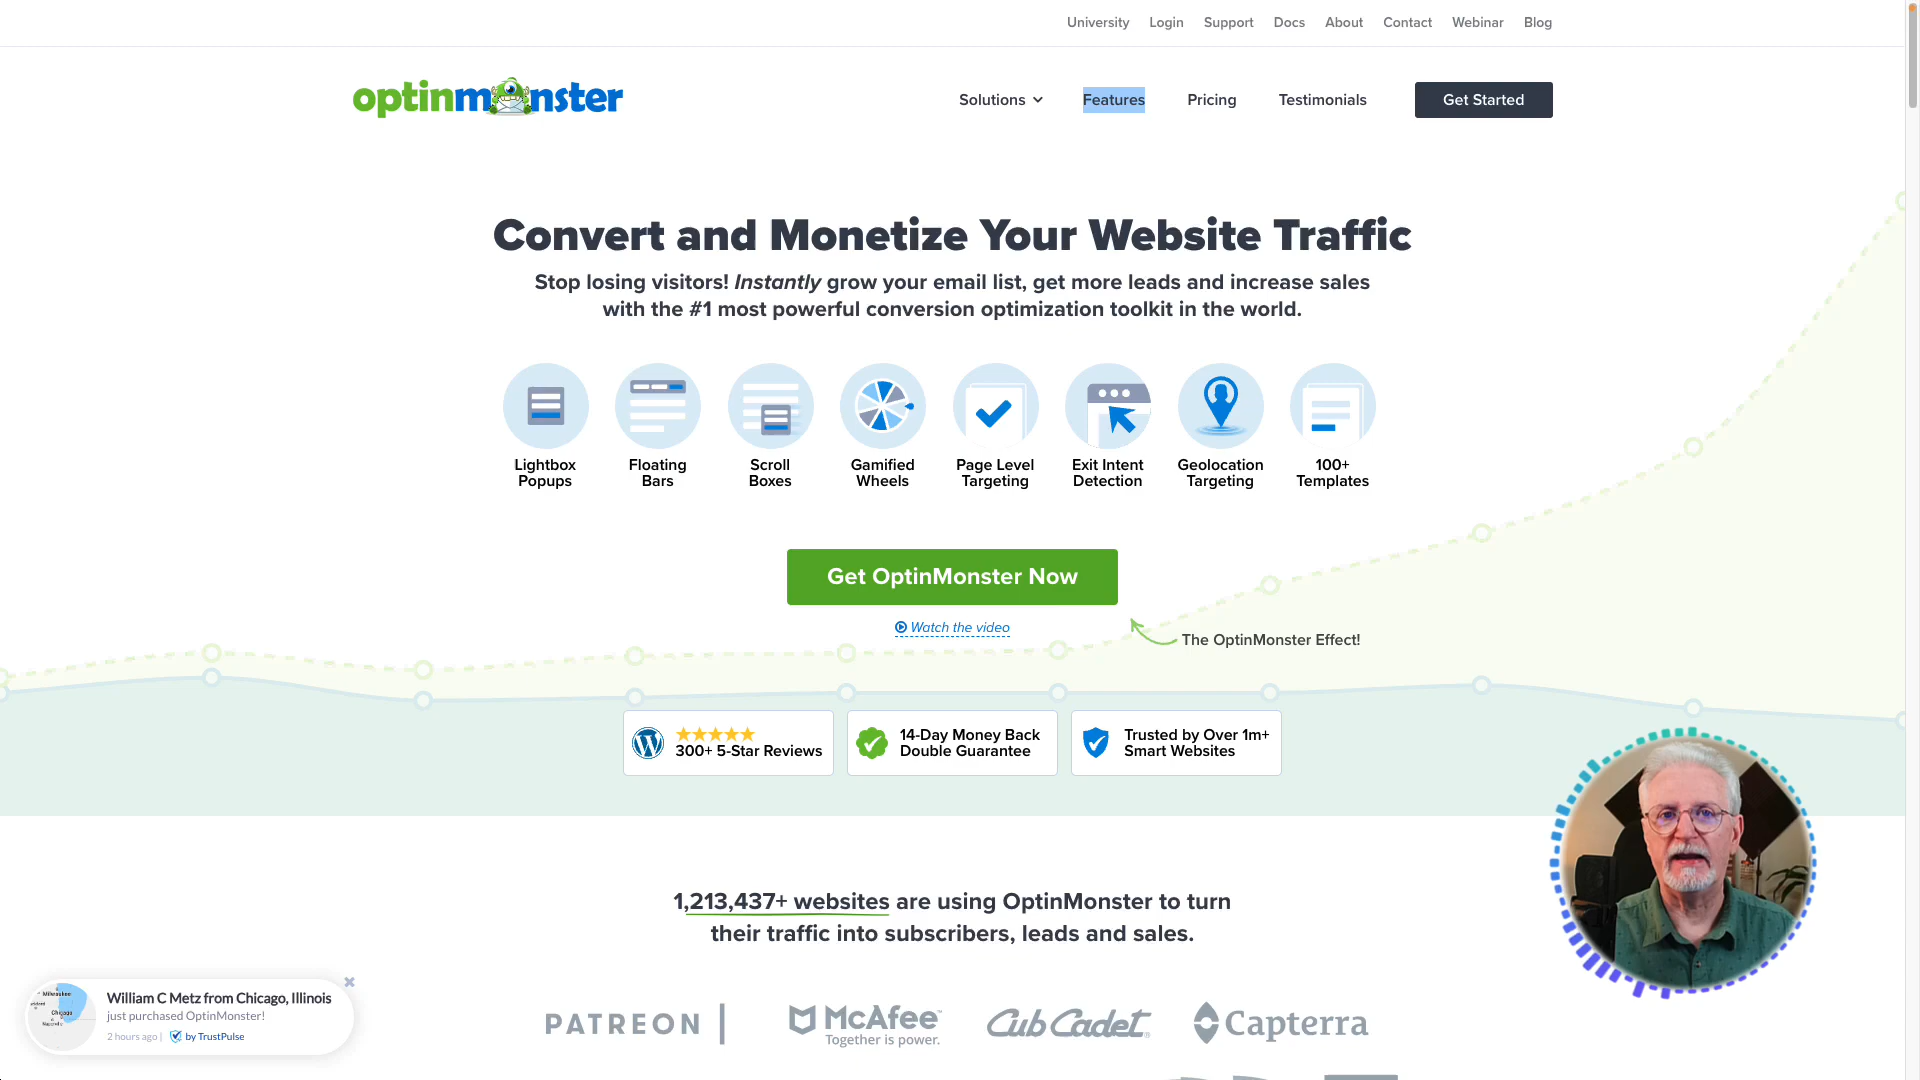 University Login Support Docs About Contact Webinar Blog
optinmonster
Solutions Features Pricing Testimonials Get Started
Convert and Monetize Your Website Traffic
Stop losing visitors! Instantly grow your email list, get more leads and increase sales
with the #1 most powerful conversion optimization toolkit in the world.
Lightbox
Popups
Floating
Bars
Scroll
Boxes
Gamified
Wheels
Page Level
Targeting
Exit Intent
Detection
Geolocation
Targeting
100+
Templates
Get OptinMonster Now
Watch the video
The OptinMonster Effect!
300+ 5-Star Reviews
14-Day Money Back
Double Guarantee
Trusted by Over 1m+
Smart Websites
1,213,437+ websites are using OptinMonster to turn
their traffic into subscribers, leads and sales.
William C Metz from Chicago, Illinois
just purchased OptinMonster!
2 hours ago | by TrustPulse
Milwaukee
Chicago
PATREON
McAfee™
Together is power.
Cub Cadet
Capterra